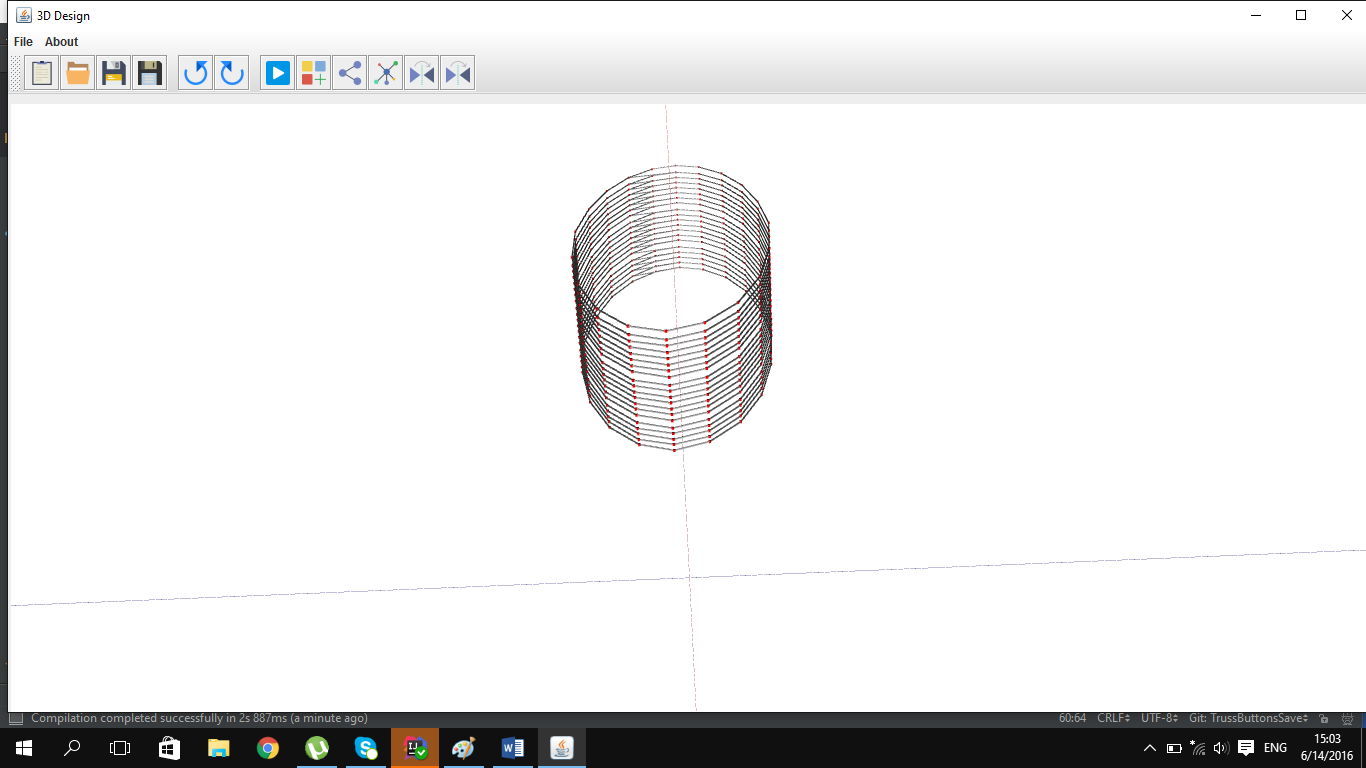 3D Design
File About
Compilation completed successfully in 2s 887ms (a minute ago)
60:64 CRLF UTF-8 Git: TrussButtonsSave
ENG
15:03
6/14/2016